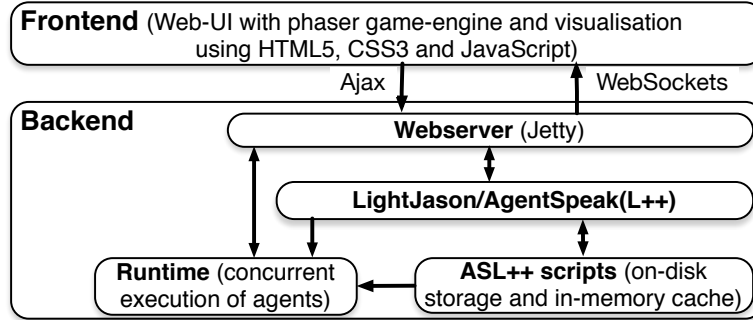 Frontend (Web-UI with phaser game-engine and visualisation
using HTML5, CSS3 and JavaScript)
Ajax
WebSockets
Backend
Webserver (Jetty)
LightJason/AgentSpeak(L++)
Runtime (concurrent
execution of agents)
ASL++ scripts (on-disk
storage and in-memory cache)